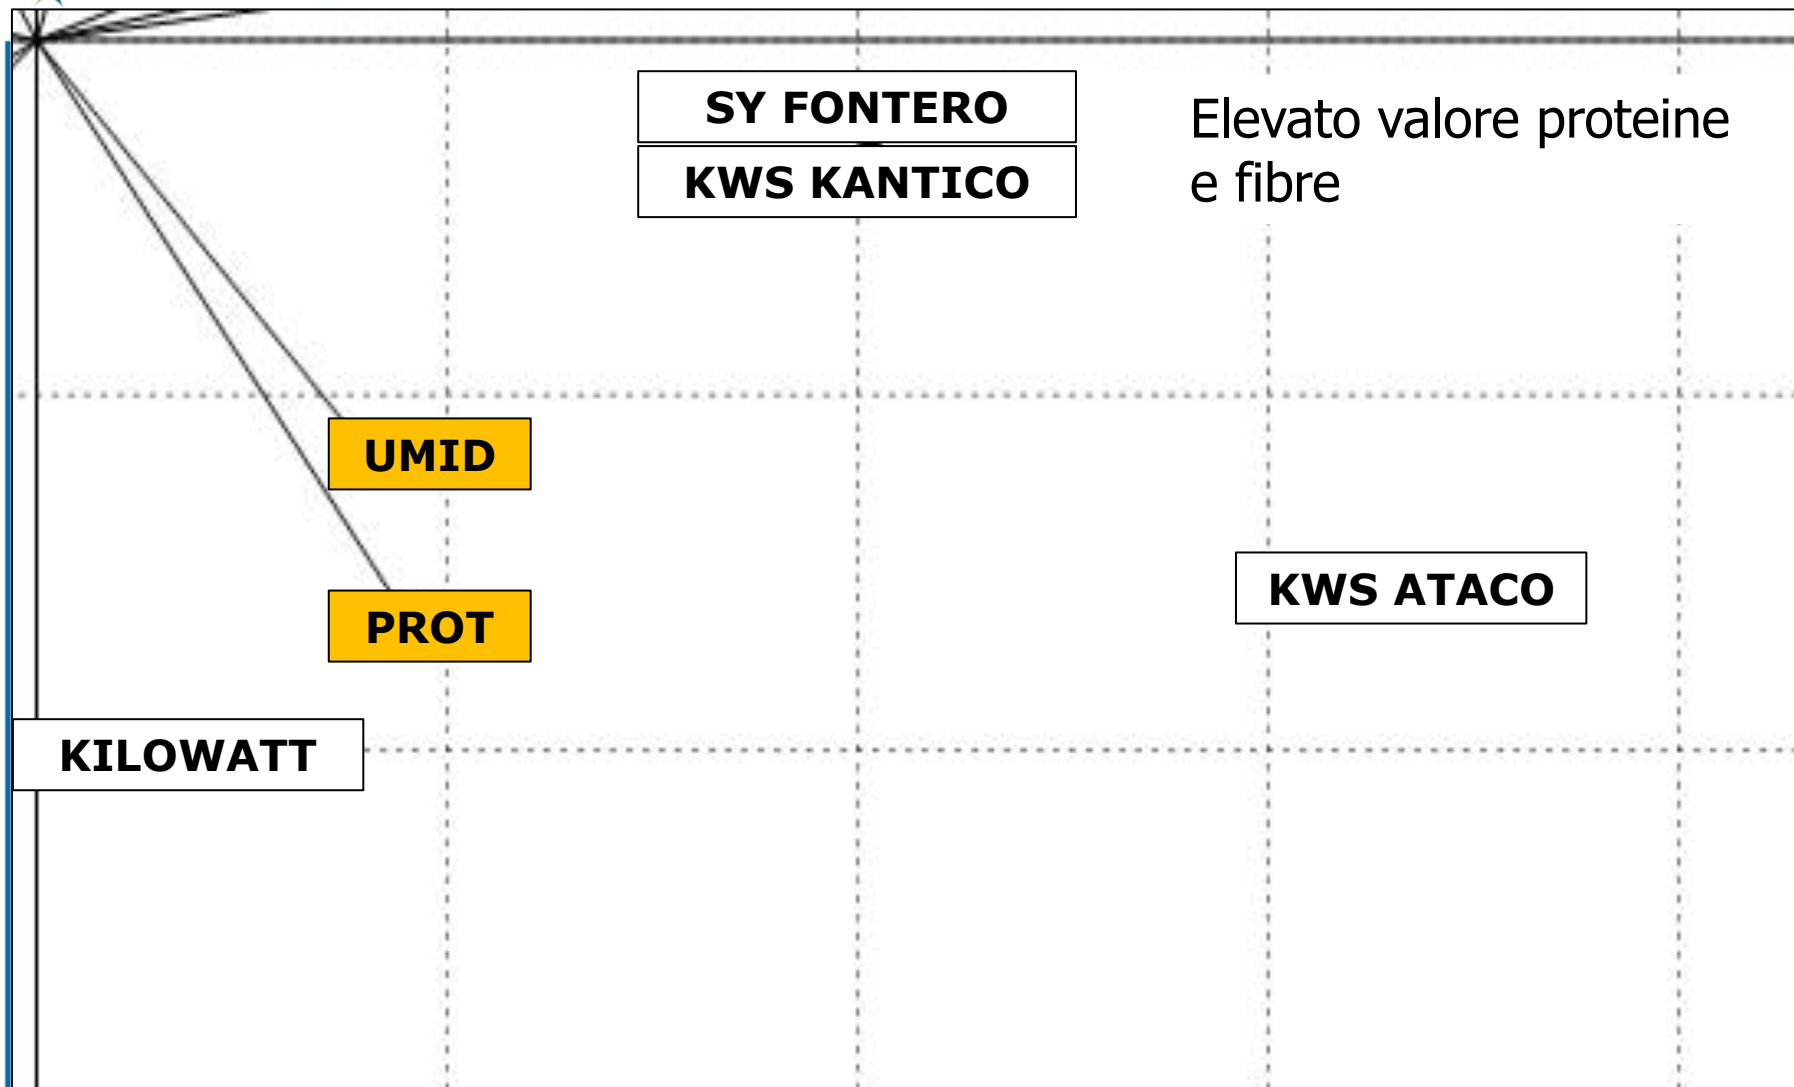 SY FONTERO
KWS KANTICO
Elevato valore proteine
e fibre
UMID
KWS ATACO
PROT
KILOWATT